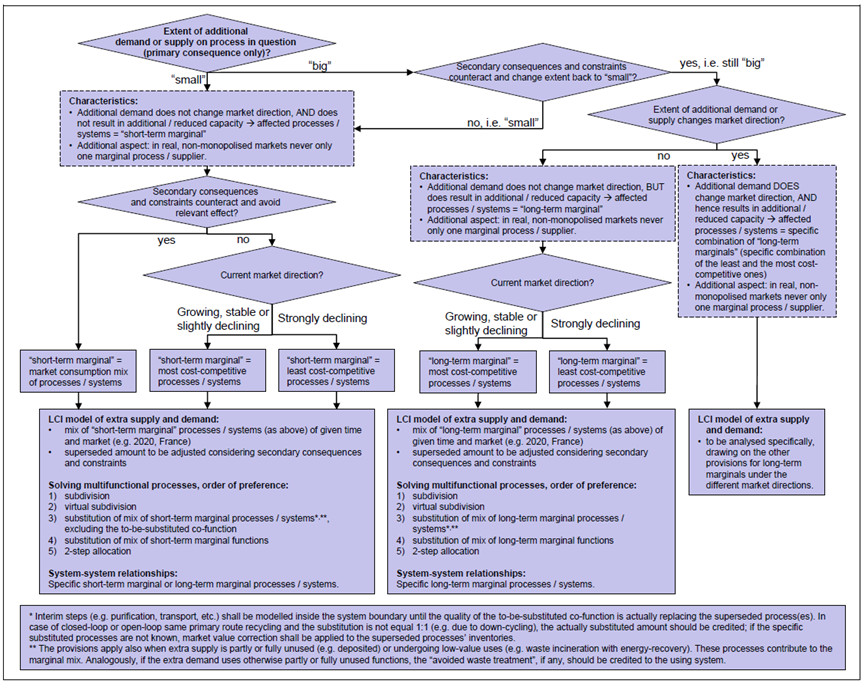 Extent of additional
demand or supply on process in question
(primary consequence only)?
“big”
“small”
Secondary consequences and constraints
counteract and change extent back to “small”?
yes, i.e. still “big”
no, i.e. “small”
Extent of additional demand or
supply changes market direction?
no
yes
Characteristics:
• Additional demand does not change market direction, AND does
not result in additional / reduced capacity → affected processes /
systems = “short-term marginal”
• Additional aspect: in real, non-monopolised markets never only
one marginal process / supplier.
Secondary consequences
and constraints counteract and avoid
relevant effect?
yes
no
Current market direction?
Growing, stable or
slightly declining
Strongly declining
“short-term marginal” =
market consumption mix
of processes / systems
“short-term marginal” =
most cost-competitive
processes / systems
“short-term marginal” =
least cost-competitive
processes / systems
Characteristics:
• Additional demand does not change market direction, BUT
does result in additional / reduced capacity → affected
processes / systems = “long-term marginal”
• Additional aspect: in real, non-monopolised markets never
only one marginal process / supplier.
Current market direction?
Growing, stable or
slightly declining
Strongly declining
“long-term marginal” =
most cost-competitive
processes / systems
“long-term marginal” =
least cost-competitive
processes / systems
Characteristics:
• Additional demand DOES
change market direction, AND
hence results in additional /
reduced capacity → affected
processes / systems = specific
combination of “long-term
marginals” (specific combination
of the least and the most cost-
competitive ones)
• Additional aspect: in real, non-
monopolised markets never only
one marginal process / supplier.
LCI model of extra supply and demand:
• mix of “short-term marginal” processes / systems (as above) of given
time and market (e.g. 2020, France)
• superseded amount to be adjusted considering secondary consequences
and constraints
Solving multifunctional processes, order of preference:
1) subdivision
2) virtual subdivision
3) substitution of mix of short-term marginal processes / systems*,**,
excluding the to-be-substituted co-function
4) substitution of mix of short-term marginal functions
5) 2-step allocation
System-system relationships:
Specific short-term marginal or long-term marginal processes / systems.
LCI model of extra supply and demand:
• mix of “long-term marginal” processes / systems (as above) of
given time and market (e.g. 2020, France)
• superseded amount to be adjusted considering secondary
consequences and constraints
Solving multifunctional processes, order of preference:
1) subdivision
2) virtual subdivision
3) substitution of mix of long-term marginal processes /
systems*,**
4) substitution of mix of long-term marginal functions
5) 2-step allocation
System-system relationships:
Specific long-term marginal processes / systems.
LCI model of extra supply
and demand:
• to be analysed specifically,
drawing on the other
provisions for long-term
marginals under the
different market directions.
* Interim steps (e.g. purification, transport, etc.) shall be modelled inside the system boundary until the quality of the to-be-substituted co-function is actually replacing the superseded process(es). In
case of closed-loop or open-loop same primary route recycling and the substitution is not equal 1:1 (e.g. due to down-cycling), the actually substituted amount should be credited; if the specific
substituted processes are not known, market value correction shall be applied to the superseded processes’ inventories.
** The provisions apply also when extra supply is partly or fully unused (e.g. deposited) or undergoing low-value uses (e.g. waste incineration with energy-recovery). These processes contribute to the
marginal mix. Analogously, if the extra demand uses otherwise partly or fully unused functions, the “avoided waste treatment”, if any, should be credited to the using system.